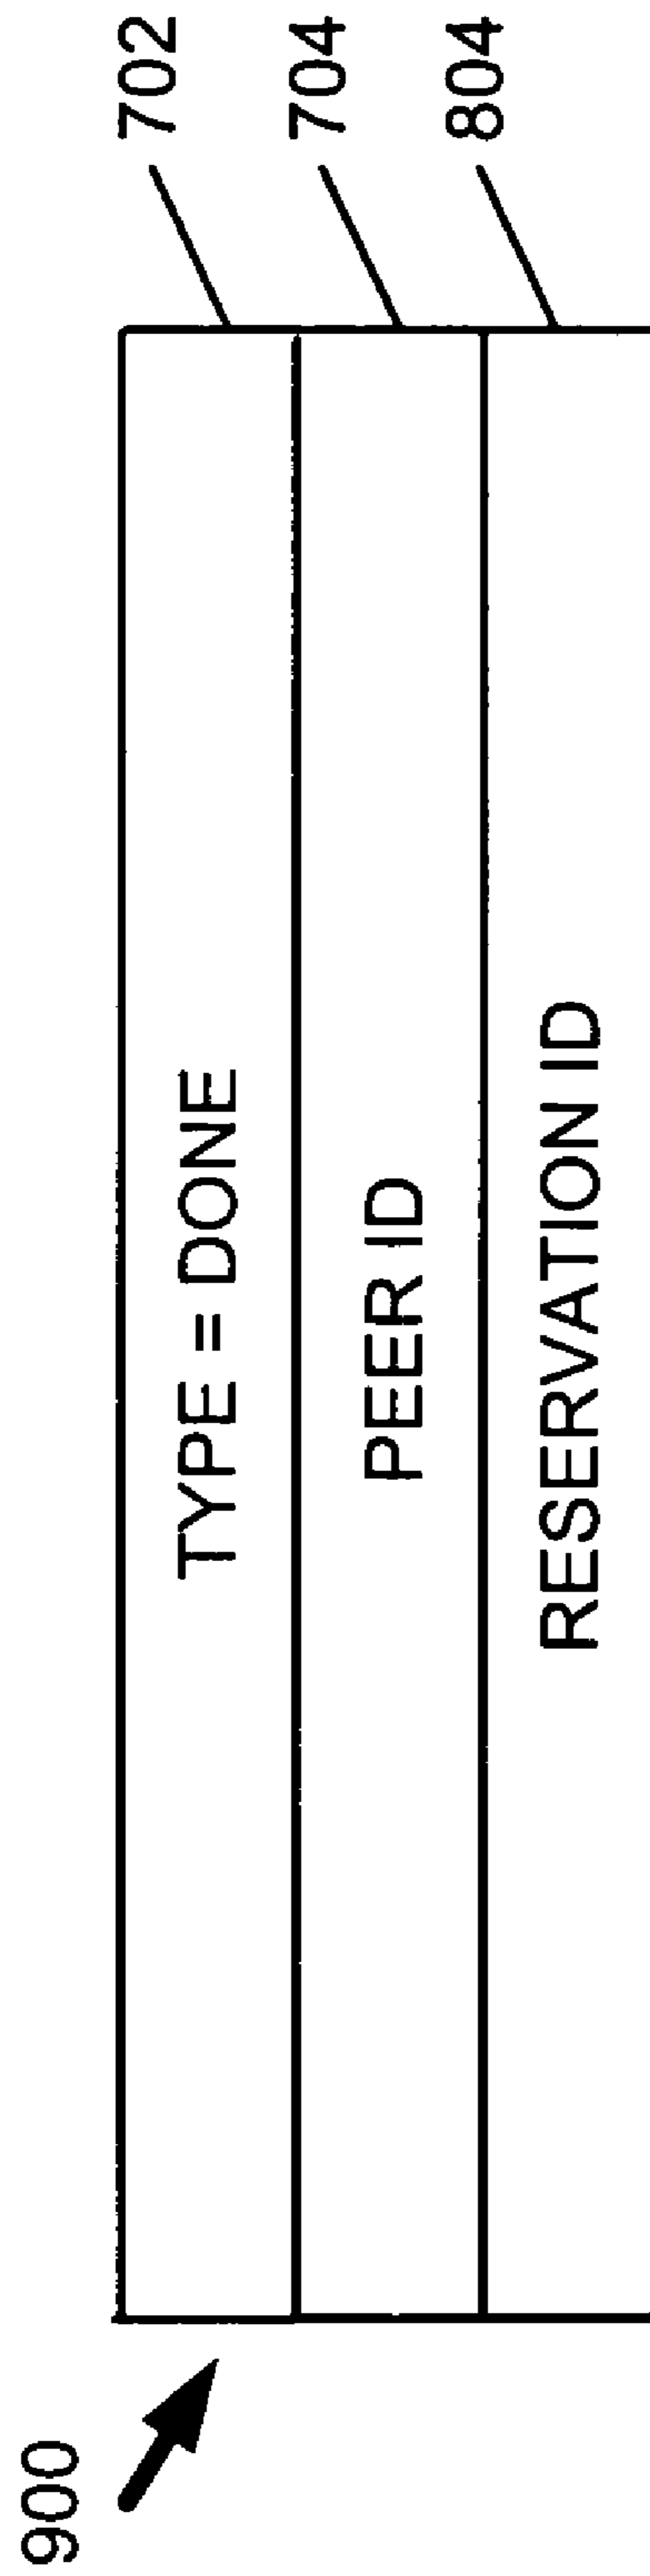 900
TYPE = DONE
702
PEER ID
704
RESERVATION ID
804